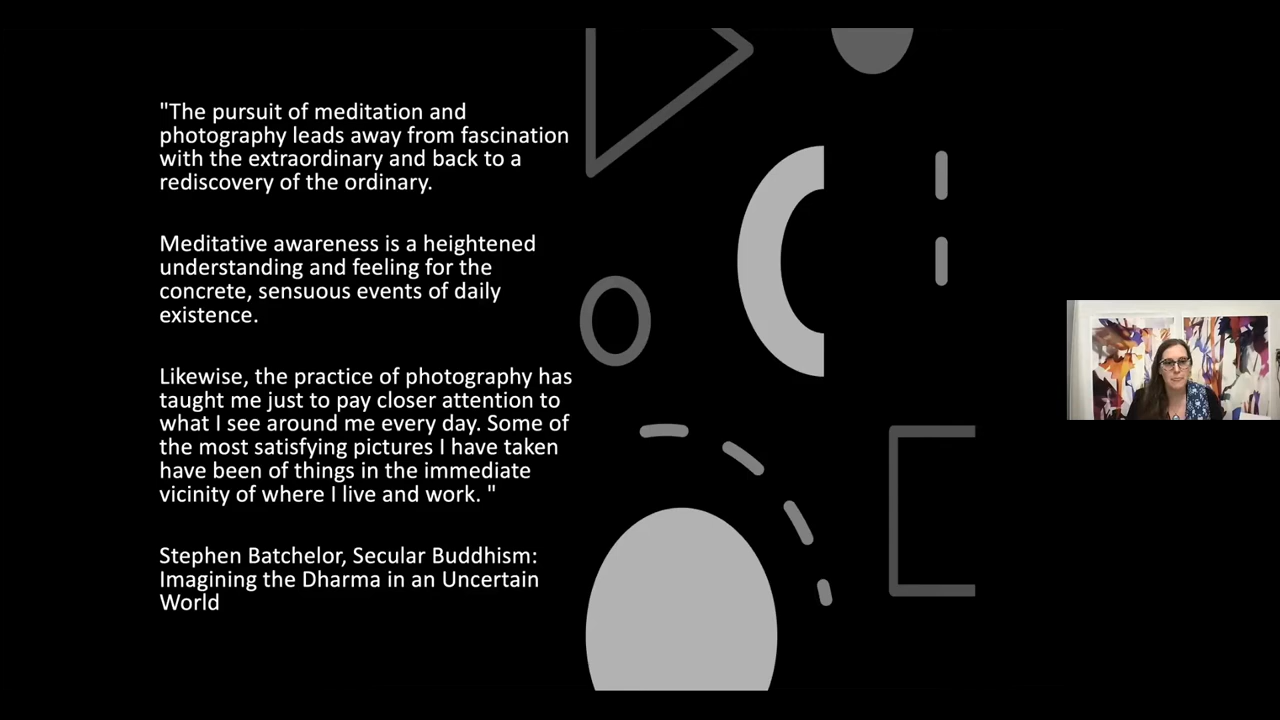 "The pursuit of meditation and
photography leads away from fascination
with the extraordinary and back to a
rediscovery of the ordinary.
Meditative awareness is a heightened
understanding and feeling for the
concrete, sensuous events of daily
existence.
Likewise, the practice of photography has
taught me just to pay closer attention to
what I see around me every day. Some of
the most satisfying pictures I have taken
have been of things in the immediate
vicinity of where I live and work. "
Stephen Batchelor, Secular Buddhism:
Imagining the Dharma in an Uncertain
World